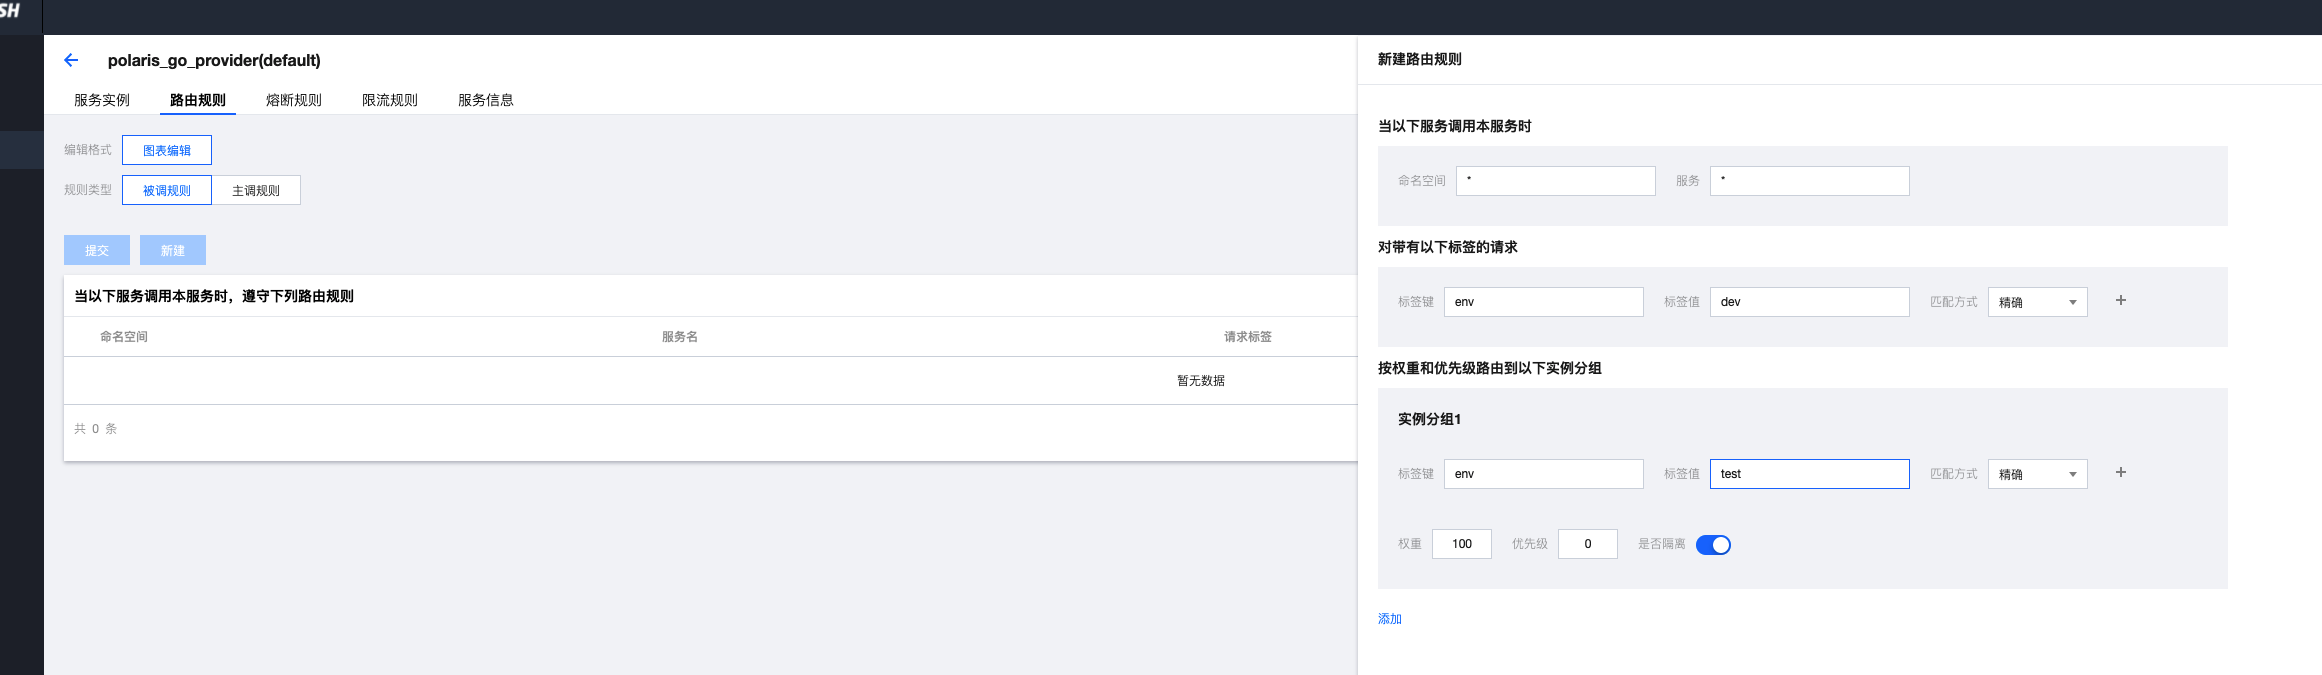 SH
polaris_go_provider(default)
服务实例 路由规则 熔断规则 限流规则 服务信息
编辑格式 图表编辑
规则类型 被调规则 主调规则
提交 新建
当以下服务调用本服务时，遵守下列路由规则
命名空间 服务名 请求标签
暂无数据
共 0 条
新建路由规则
当以下服务调用本服务时
命名空间 * 服务 *
对带有以下标签的请求
标签键 env 标签值 dev 匹配方式 精确 +
按权重和优先级路由到以下实例分组
实例分组1
标签键 env 标签值 test 匹配方式 精确 +
权重 100 优先级 0 是否隔离
添加